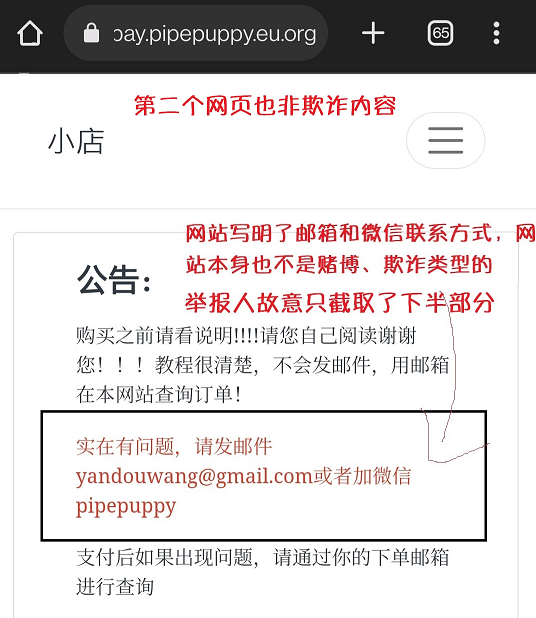 pay.pipepuppy.eu.org
65
第二个网页也非欺诈内容
小店
网站写明了邮箱和微信联系方式，网
站本身也不是赌博、欺诈类型的
举报人故意只截取了下半部分
公告：
购买之前请看说明!!!!请您自己阅读谢谢
您！！！教程很清楚，不会发邮件，用邮箱
在本网站查询订单！
实在有问题，请发邮件
yandouwang@gmail.com或者加微信
pipepuppy
支付后如果出现问题，请通过你的下单邮箱
进行查询